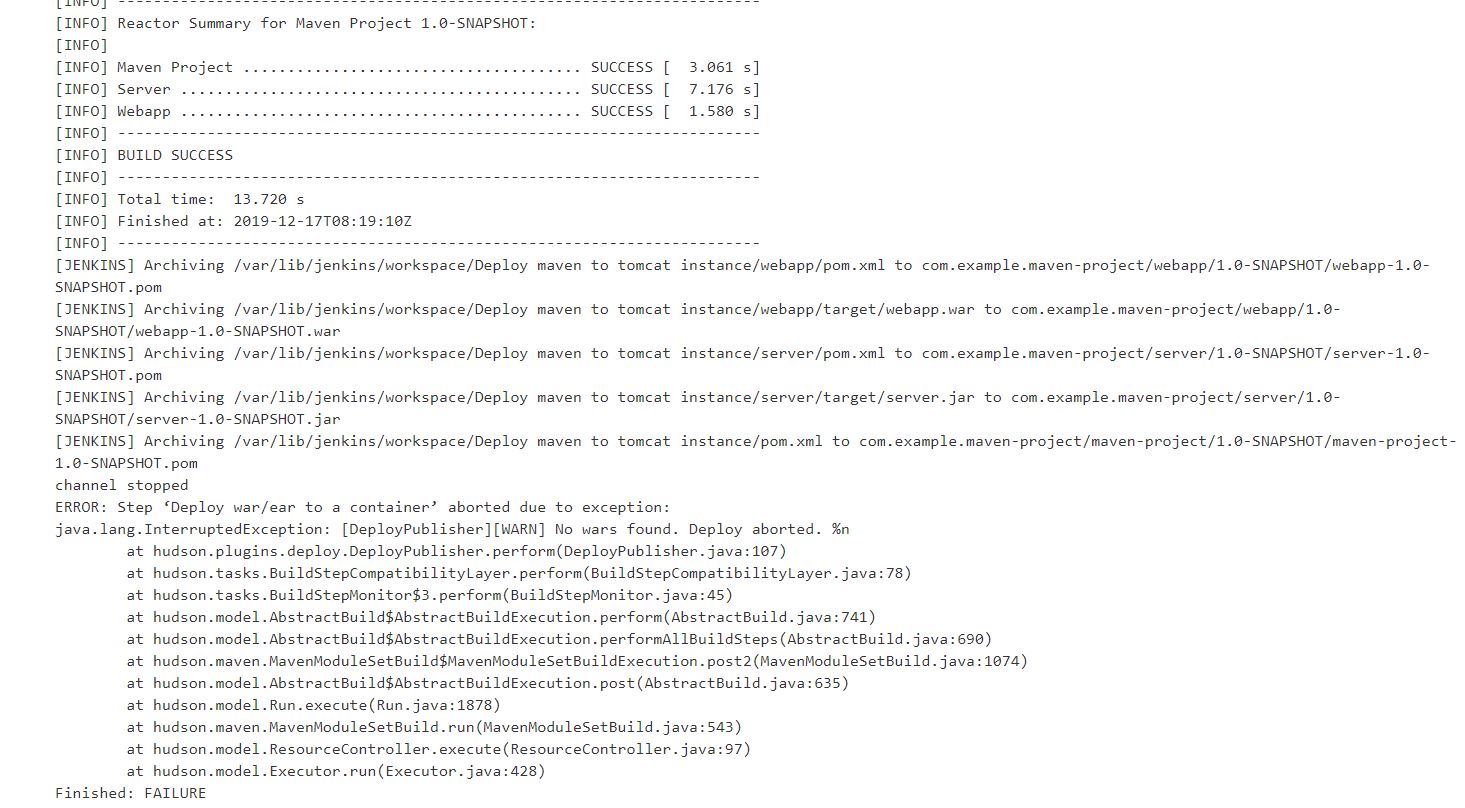 [INFO] ------------------------------------------------------------------------
[INFO] Reactor Summary for Maven Project 1.0-SNAPSHOT:
[INFO]
[INFO] Maven Project ...................................... SUCCESS [  3.061 s]
[INFO] Server ............................................. SUCCESS [  7.176 s]
[INFO] Webapp ............................................. SUCCESS [  1.580 s]
[INFO] ------------------------------------------------------------------------
[INFO] BUILD SUCCESS
[INFO] ------------------------------------------------------------------------
[INFO] Total time:  13.720 s
[INFO] Finished at: 2019-12-17T08:19:10Z
[INFO] ------------------------------------------------------------------------
[JENKINS] Archiving /var/lib/jenkins/workspace/Deploy maven to tomcat instance/webapp/pom.xml to com.example.maven-project/webapp/1.0-SNAPSHOT/webapp-1.0-
SNAPSHOT.pom
[JENKINS] Archiving /var/lib/jenkins/workspace/Deploy maven to tomcat instance/webapp/target/webapp.war to com.example.maven-project/webapp/1.0-
SNAPSHOT/webapp-1.0-SNAPSHOT.war
[JENKINS] Archiving /var/lib/jenkins/workspace/Deploy maven to tomcat instance/server/pom.xml to com.example.maven-project/server/1.0-SNAPSHOT/server-1.0-
SNAPSHOT.pom
[JENKINS] Archiving /var/lib/jenkins/workspace/Deploy maven to tomcat instance/server/target/server.jar to com.example.maven-project/server/1.0-
SNAPSHOT/server-1.0-SNAPSHOT.jar
[JENKINS] Archiving /var/lib/jenkins/workspace/Deploy maven to tomcat instance/pom.xml to com.example.maven-project/maven-project/1.0-SNAPSHOT/maven-project-
1.0-SNAPSHOT.pom
channel stopped
ERROR: Step ‘Deploy war/ear to a container’ aborted due to exception:
java.lang.InterruptedException: [DeployPublisher][WARN] No wars found. Deploy aborted. %n
        at hudson.plugins.deploy.DeployPublisher.perform(DeployPublisher.java:107)
        at hudson.tasks.BuildStepCompatibilityLayer.perform(BuildStepCompatibilityLayer.java:78)
        at hudson.tasks.BuildStepMonitor$3.perform(BuildStepMonitor.java:45)
        at hudson.model.AbstractBuild$AbstractBuildExecution.perform(AbstractBuild.java:741)
        at hudson.model.AbstractBuild$AbstractBuildExecution.performAllBuildSteps(AbstractBuild.java:690)
        at hudson.maven.MavenModuleSetBuild$MavenModuleSetBuildExecution.post2(MavenModuleSetBuild.java:1074)
        at hudson.model.AbstractBuild$AbstractBuildExecution.post(AbstractBuild.java:635)
        at hudson.model.Run.execute(Run.java:1878)
        at hudson.maven.MavenModuleSetBuild.run(MavenModuleSetBuild.java:543)
        at hudson.model.ResourceController.execute(ResourceController.java:97)
        at hudson.model.Executor.run(Executor.java:428)
Finished: FAILURE